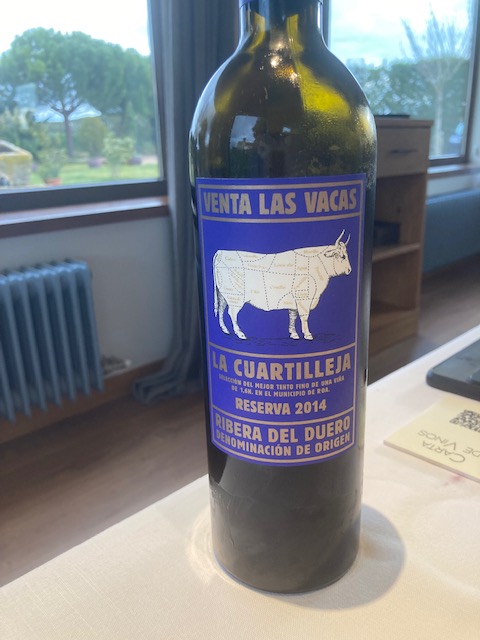 VENTA LAS VACAS
LA CUARTILLEJA
SELECCIÓN DEL MEJOR TINTO FINO DE UNA VIÑA
DE 1.6H. EN EL MUNICIPIO DE ROA.
RESERVA 2014
RIBERA DEL DUERO
DENOMINACIÓN DE ORIGEN
CARTA
DE VINOS